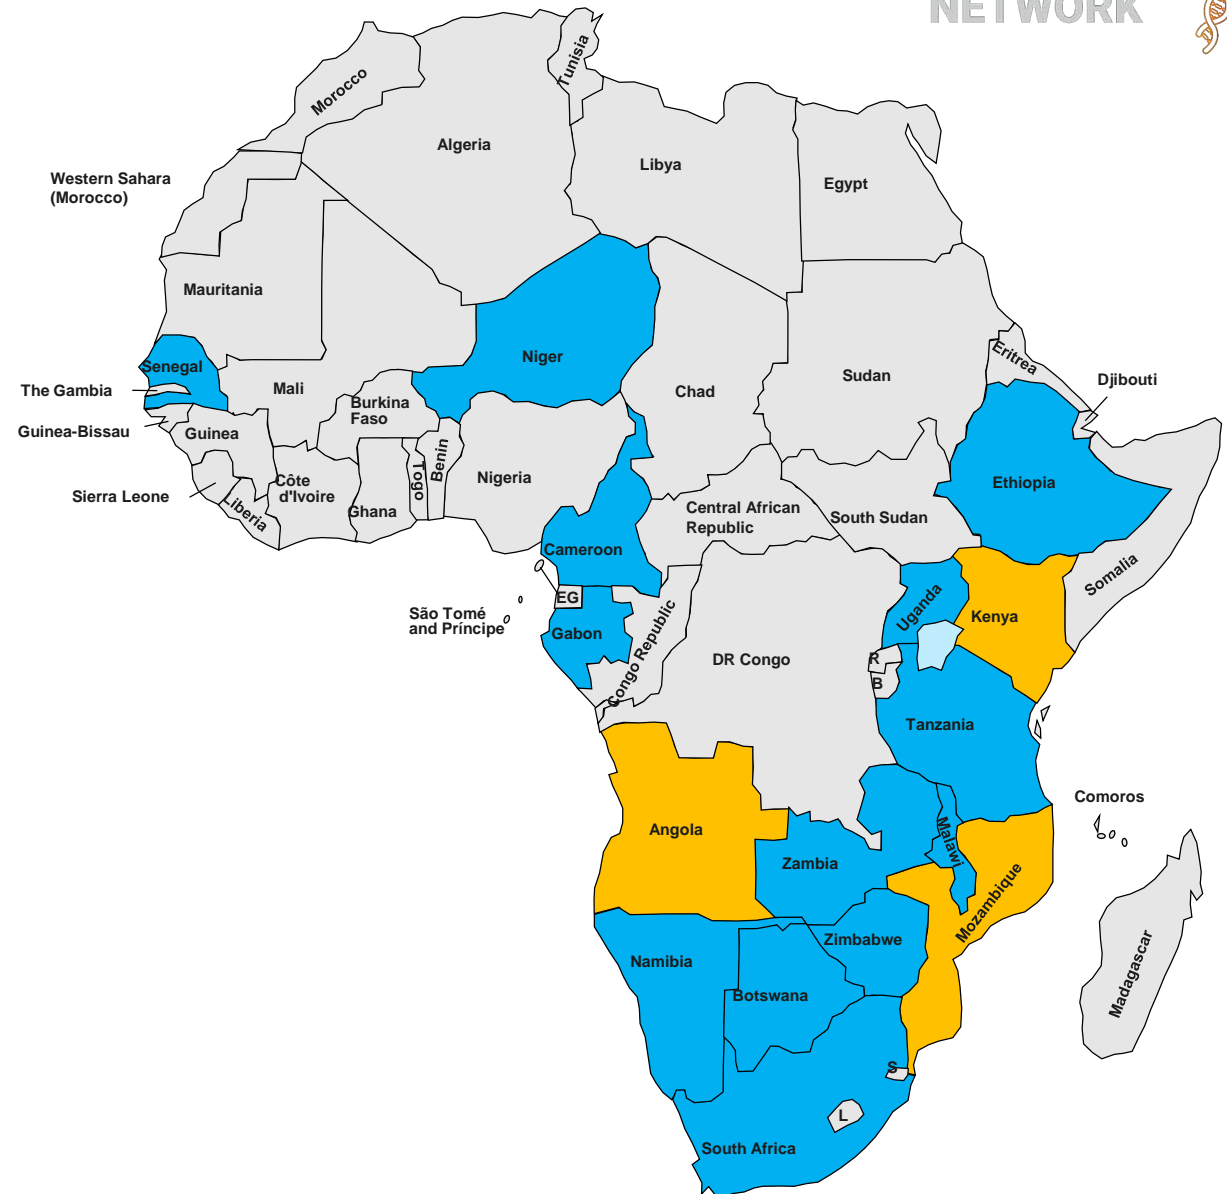 NETWORK
Tunisia
Morocco
Algeria
Libya
Egypt
Western Sahara
(Morocco)
Mauritania
Niger
Senegal
Mali
Chad
Sudan
Eritrea
Djibouti
The Gambia
Burkina
Faso
Guinea-Bissau
Guinea
Benin
Togo
Nigeria
Ethiopia
Côte
d'Ivoire
Sierra Leone
Liberia
Ghana
Central African
Republic
South Sudan
Cameroon
Somalia
EG
São Tomé
and Príncipe
Gabon
Congo Republic
Uganda
Kenya
DR Congo
R
B
Tanzania
Comoros
Angola
Malawi
Zambia
Mozambique
Zimbabwe
Namibia
Botswana
Madagascar
S
L
South Africa